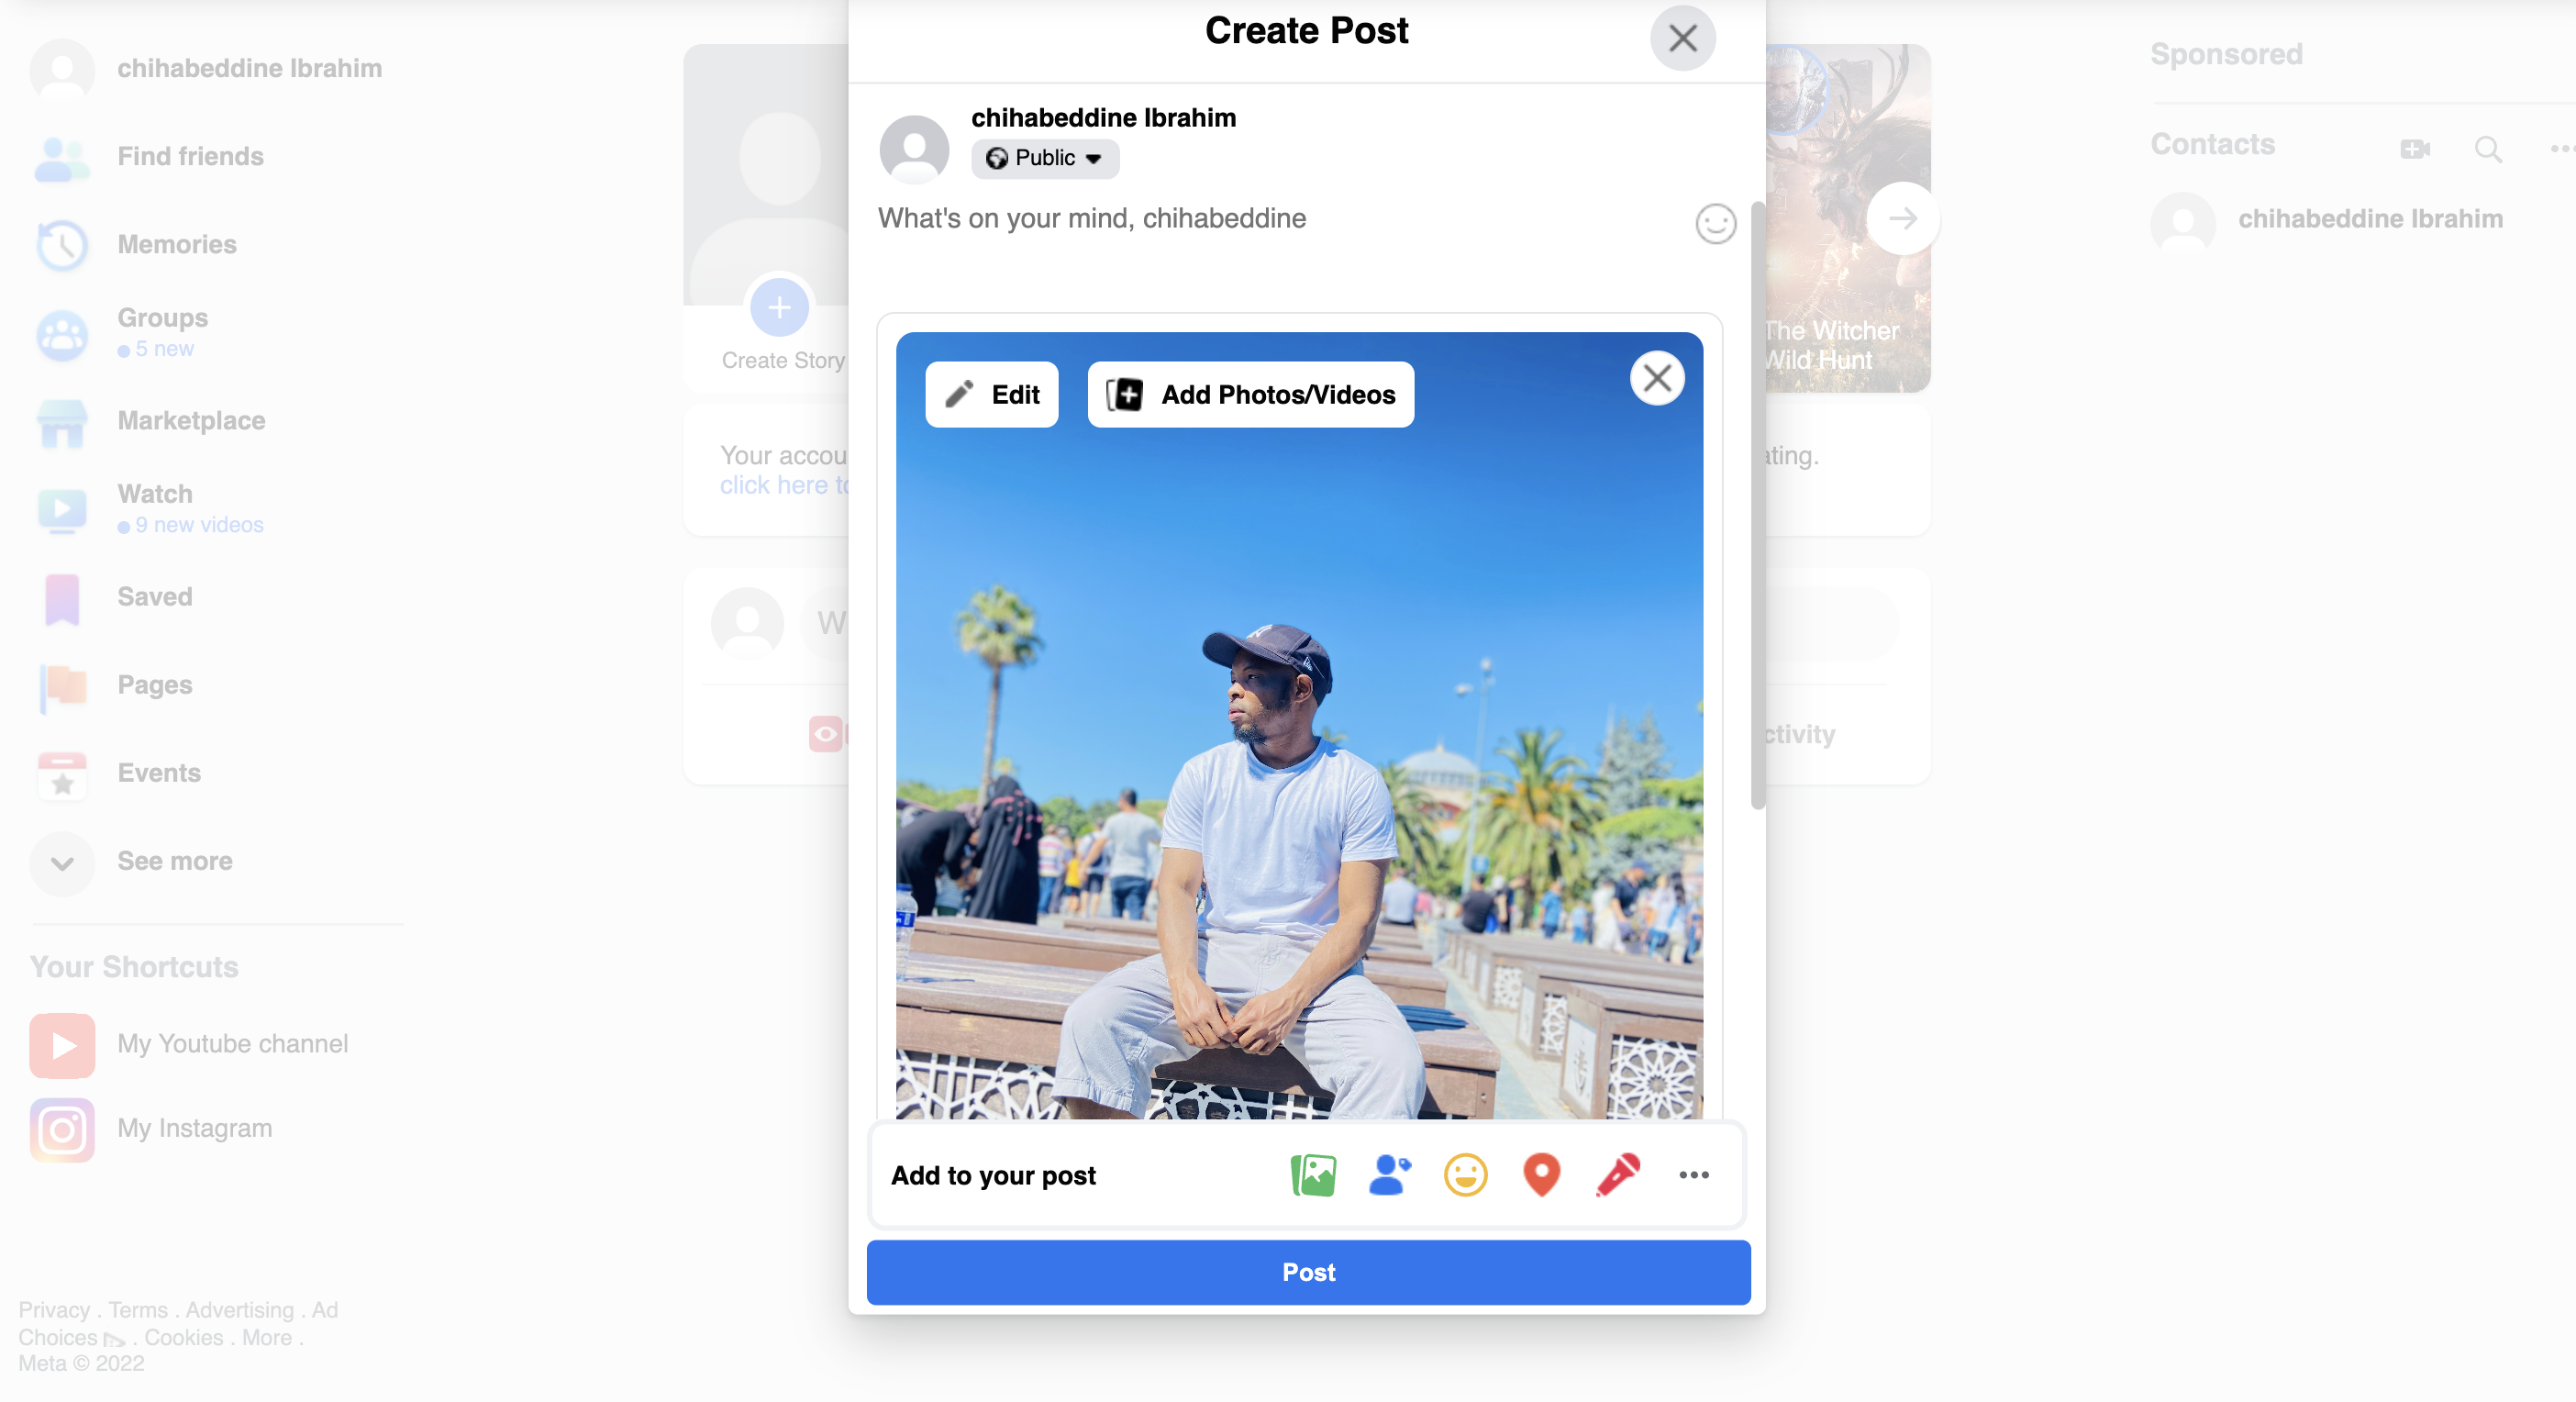 chihabeddine Ibrahim
Find friends
Memories
Groups
5 new
Marketplace
Watch
9 new videos
Saved
Pages
Events
See more
Your Shortcuts
My Youtube channel
My Instagram
Privacy . Terms . Advertising . Ad
Choices . Cookies . More .
Meta © 2022
Create Story
Your accou
click here to
W
Create Post
chihabeddine Ibrahim
Public
What's on your mind, chihabeddine
Edit
Add Photos/Videos
Add to your post
Post
The Witcher
Wild Hunt
ating.
ctivity
Sponsored
Contacts
chihabeddine Ibrahim